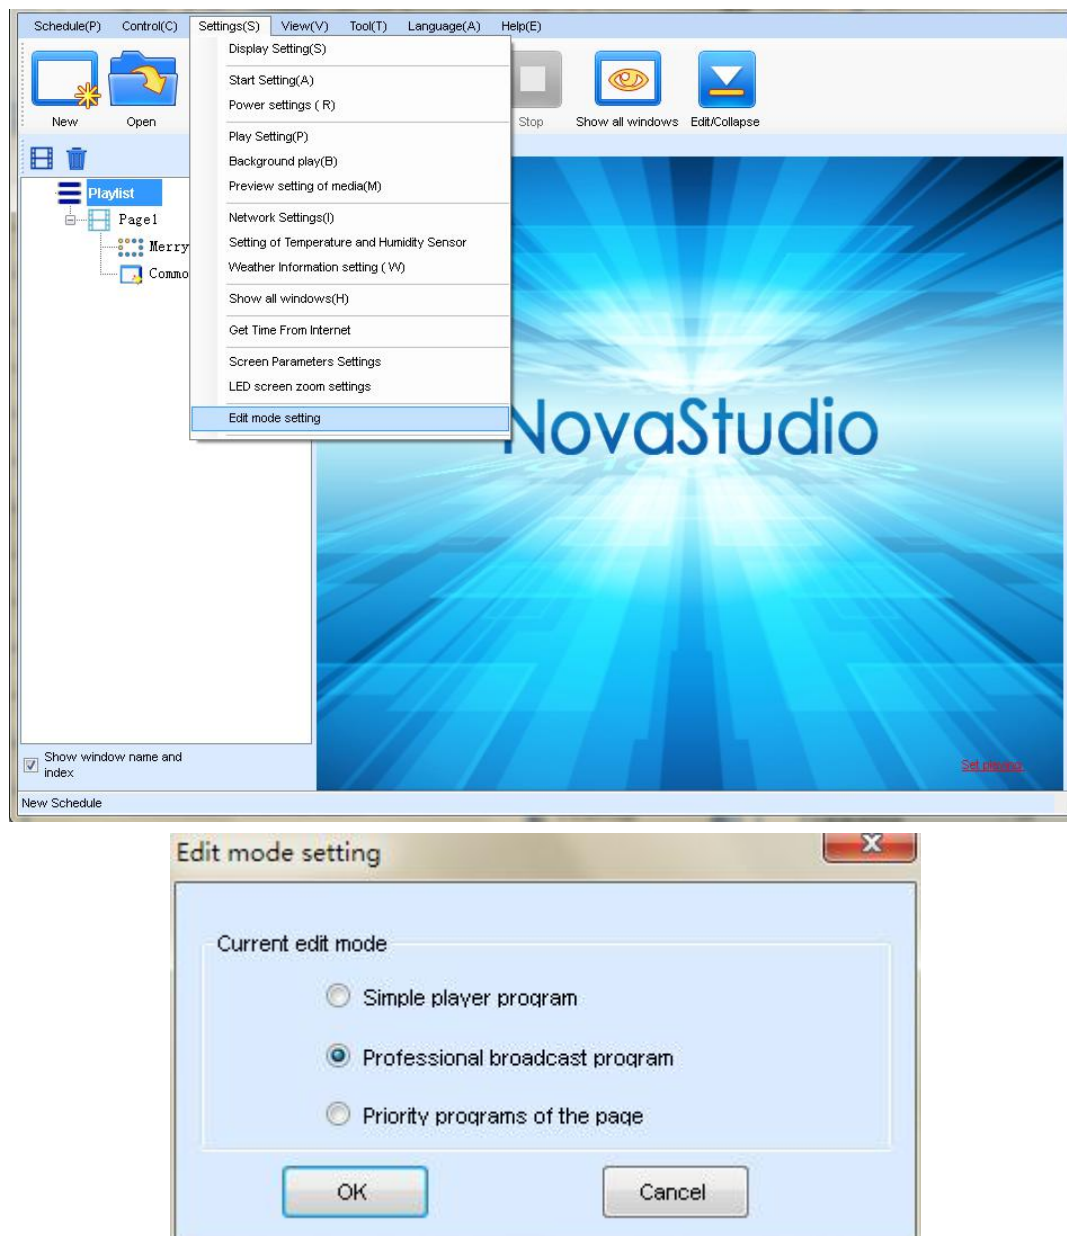 Schedule(P) Control(C) Settings(S) View(V) Tool(T) Language(A) Help(E)
Display Setting(S)
Start Setting(A)
Power settings ( R)
Play Setting(P)
Background play(B)
Preview setting of media(M)
Network Settings(I)
Setting of Temperature and Humidity Sensor
Weather Information setting ( W)
Show all windows(H)
Get Time From Internet
Screen Parameters Settings
LED screen zoom settings
Edit mode setting
New Open Stop Show all windows Edit/Collapse
Playlist
Page1
Merry
Commo
NovaStudio
Show window name and
index
Set playing
New Schedule
Edit mode setting
Current edit mode
Simple player program
Professional broadcast program
Priority programs of the page
OK Cancel